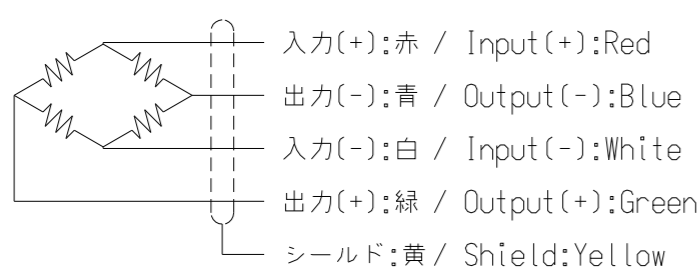 入力(+):赤 / Input(+):Red
出力(-):青 / Output(-):Blue
入力(-):白 / Input(-):White
出力(+):緑 / Output(+):Green
シールド:黄 / Shield:Yellow